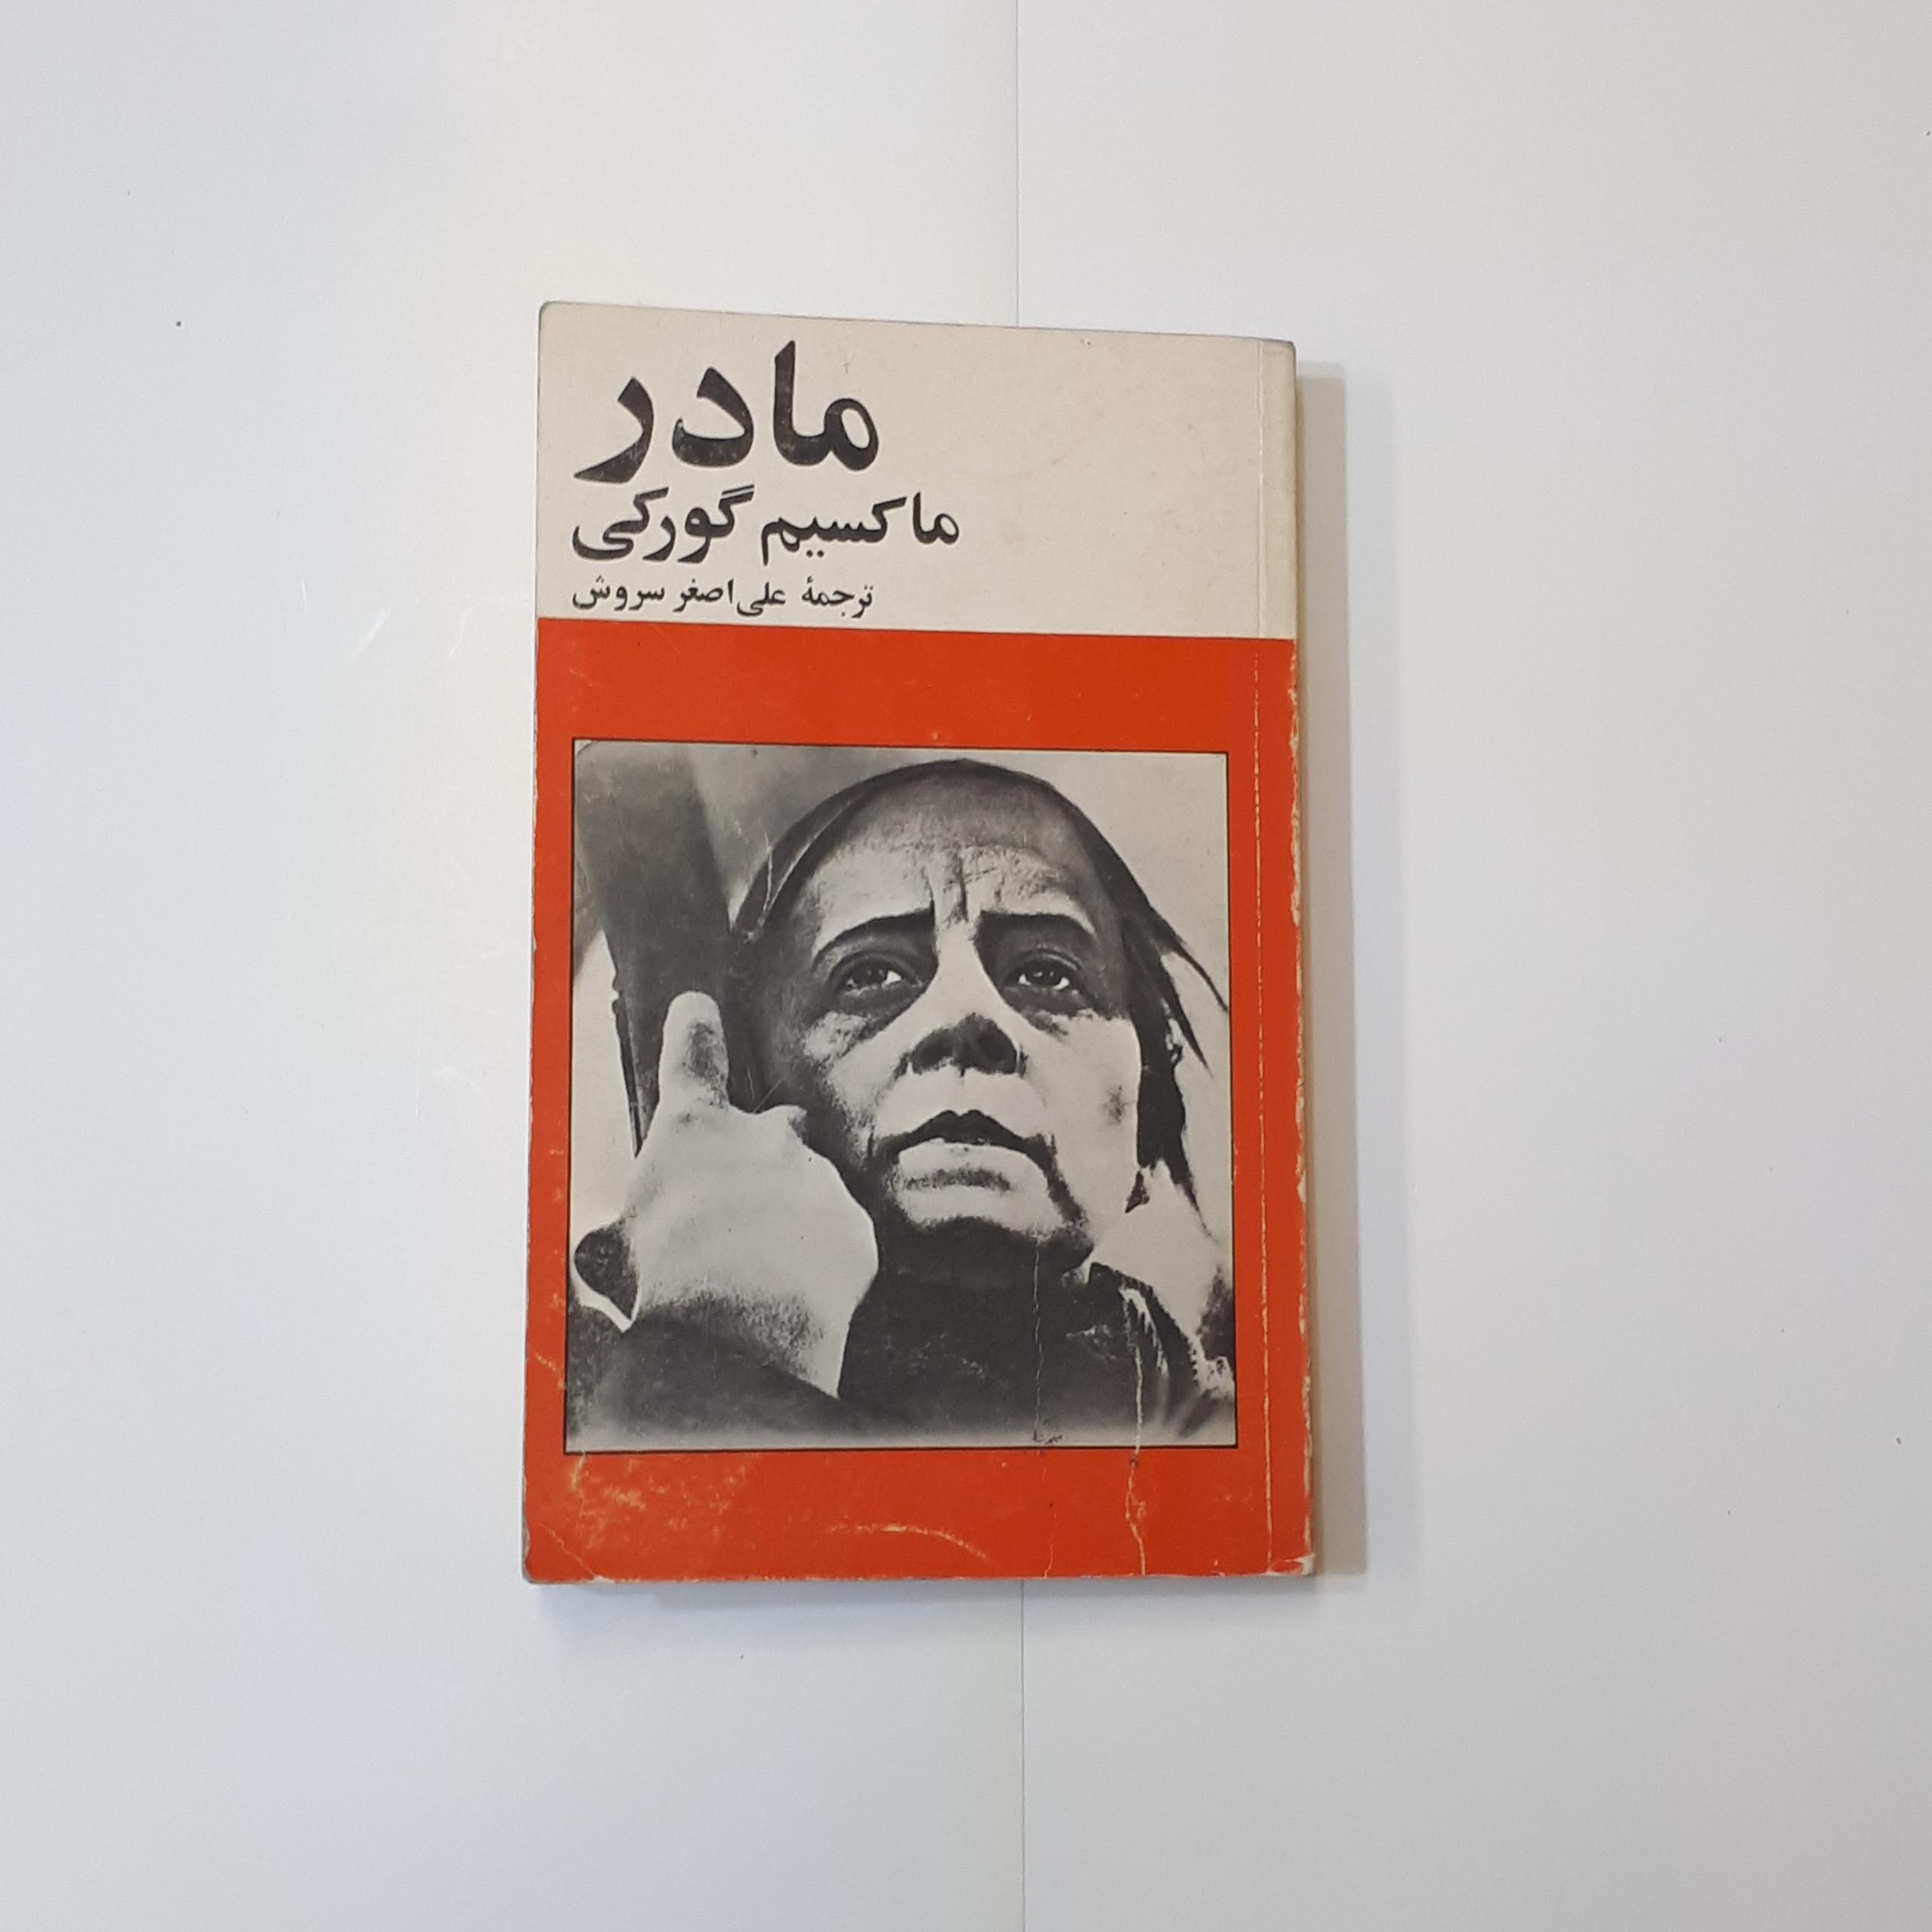 مادر
ماکسیم گورکی
ترجمهٔ علی‌اصغر سروش